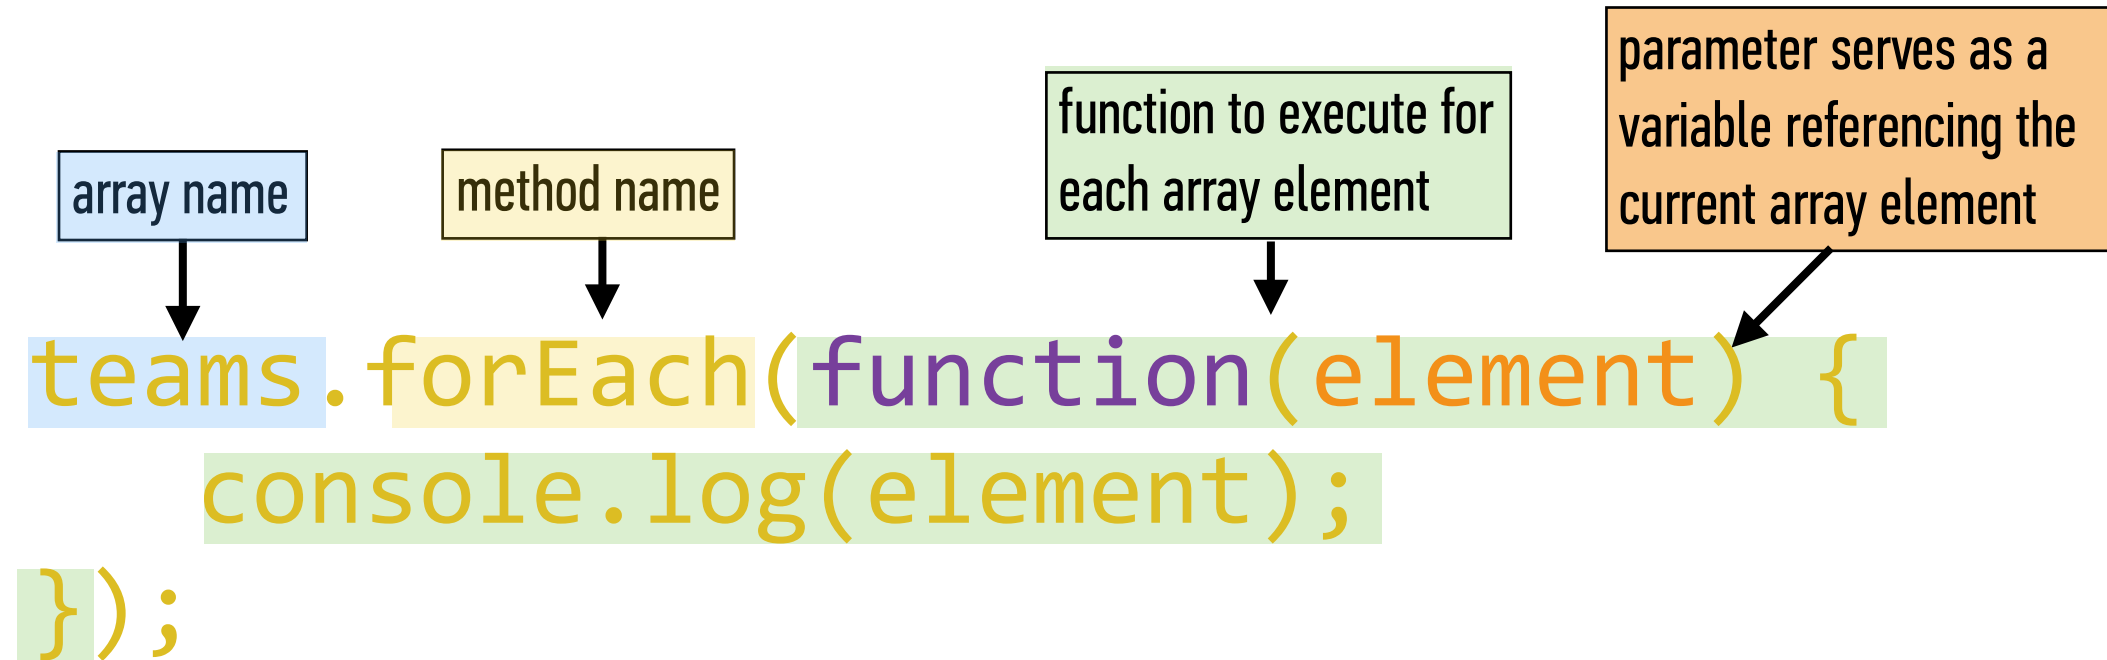 parameter serves as a
variable referencing the
current array element
function to execute for
each array element
array name
method name
teams.forEach(function(element) {
console.log(element);
});